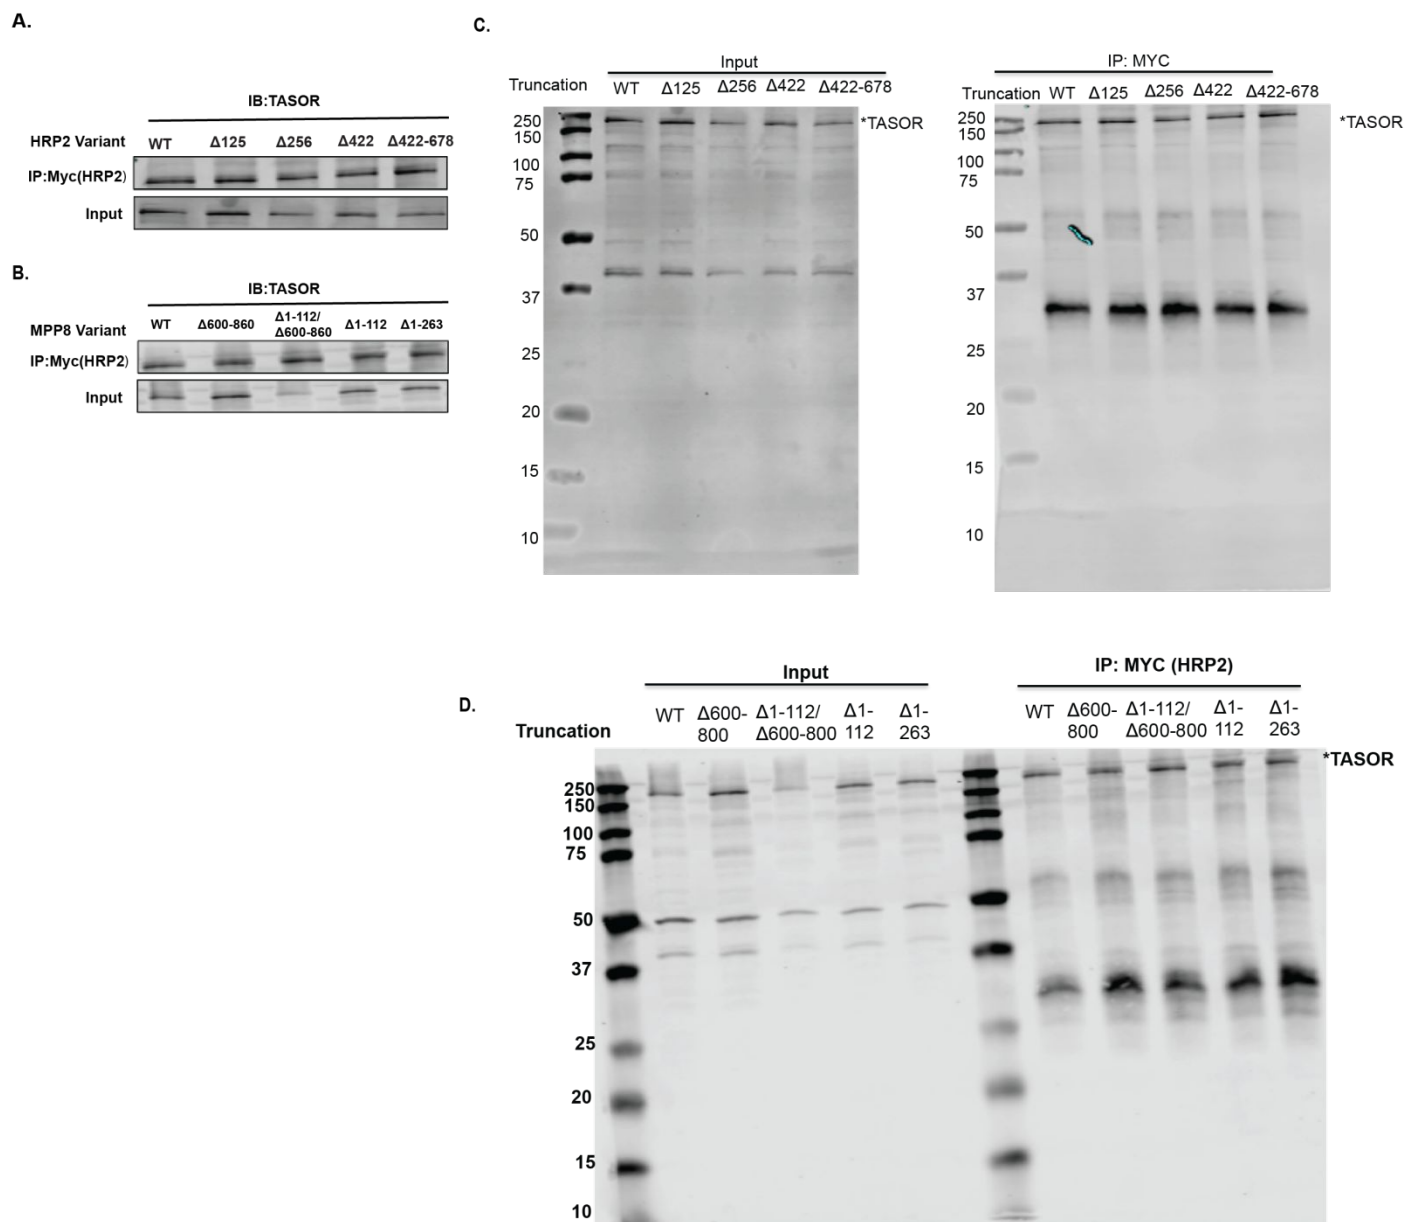 A.
IB:TASOR
HRP2 Variant WT Δ125 Δ256 Δ422 Δ422-678
IP:Myc(HRP2)
Input
B.
IB:TASOR
MPP8 Variant WT Δ600-860 Δ1-112/ Δ600-860 Δ1-112 Δ1-263
IP:Myc(HRP2)
Input
C.
Input
Truncation WT Δ125 Δ256 Δ422 Δ422-678
*TASOR
250
150
100
75
50
37
25
20
15
10
IP: MYC
Truncation WT Δ125 Δ256 Δ422 Δ422-678
*TASOR
250
150
100
75
50
37
25
20
15
10
D.
Input
Truncation WT Δ600-800 Δ1-112/ Δ600-800 Δ1-112 Δ1-263
IP: MYC (HRP2)
WT Δ600-800 Δ1-112/ Δ600-800 Δ1-112 Δ1-263
*TASOR
250
150
100
75
50
37
25
20
15
10